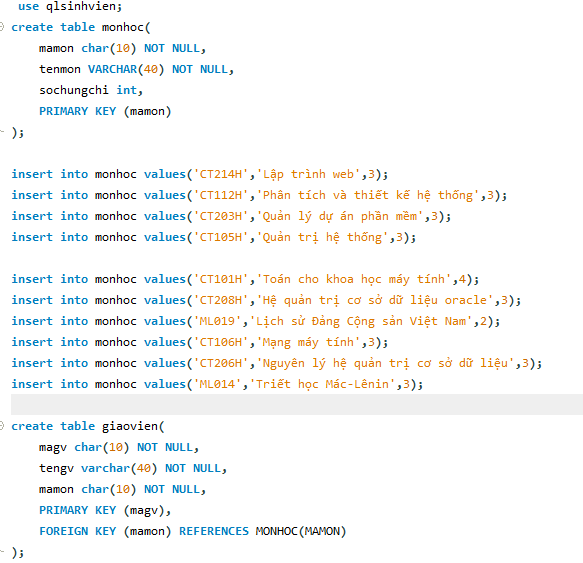 use qlsinhvien;
create table monhoc(
mamon char(10) NOT NULL,
tenmon VARCHAR(40) NOT NULL,
sochungchi int,
PRIMARY KEY (mamon)
);
insert into monhoc values('CT214H','Lập trình web',3);
insert into monhoc values('CT112H','Phân tích và thiết kế hệ thống',3);
insert into monhoc values('CT203H','Quản lý dự án phần mềm',3);
insert into monhoc values('CT105H','Quản trị hệ thống',3);
insert into monhoc values('CT101H','Toán cho khoa học máy tính',4);
insert into monhoc values('CT208H','Hệ quản trị cơ sở dữ liệu oracle',3);
insert into monhoc values('ML019','Lịch sử Đảng Cộng sản Việt Nam',2);
insert into monhoc values('CT106H','Mạng máy tính',3);
insert into monhoc values('CT206H','Nguyên lý hệ quản trị cơ sở dữ liệu',3);
insert into monhoc values('ML014','Triết học Mác-Lênin',3);
create table giaovien(
magv char(10) NOT NULL,
tengv varchar(40) NOT NULL,
mamon char(10) NOT NULL,
PRIMARY KEY (magv),
FOREIGN KEY (mamon) REFERENCES MONHOC(MAMON)
);